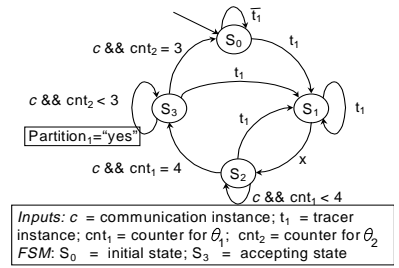 t̅₁
S₀
c && cnt₂ = 3
t₁
t₁
c && cnt₂ < 3
S₃
S₁
t₁
Partition₁="yes"
t₁
x
c && cnt₁ = 4
S₂
c && cnt₁ < 4
Inputs: c = communication instance; t₁ = tracer
instance; cnt₁ = counter for θ₁; cnt₂ = counter for θ₂
FSM: S₀ = initial state; S₃ = accepting state